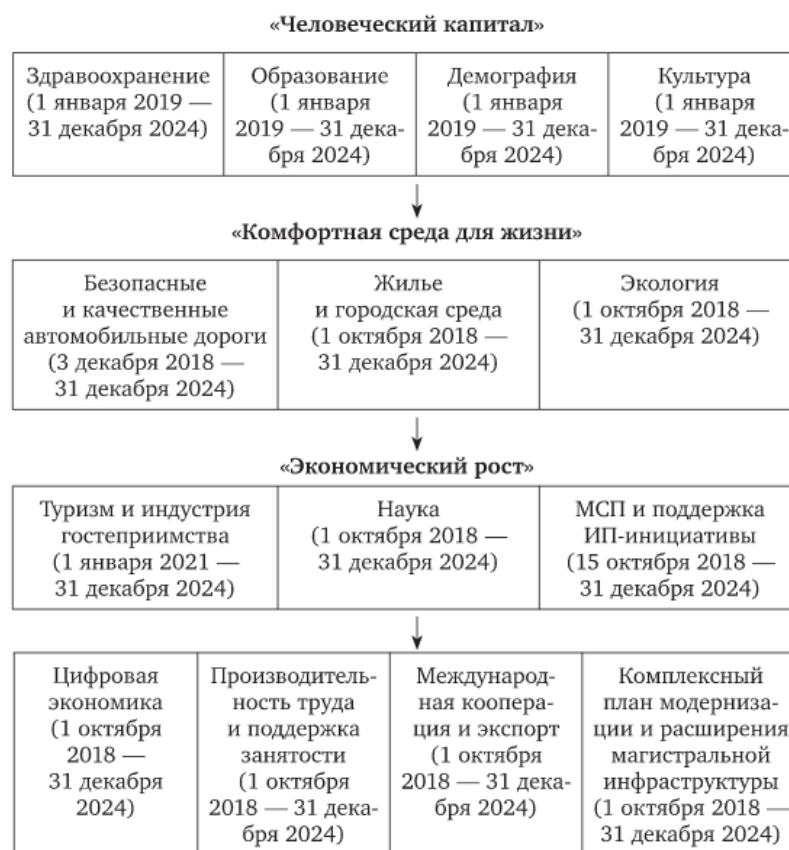 «Человеческий капитал»
Здравоохранение
(1 января 2019 —
31 декабря 2024)
Образование
(1 января
2019 — 31 дека-
бря 2024)
Демография
(1 января
2019 — 31 дека-
бря 2024)
Культура
(1 января
2019 — 31 дека-
бря 2024)
«Комфортная среда для жизни»
Безопасные
и качественные
автомобильные дороги
(3 декабря 2018 —
31 декабря 2024)
Жилье
и городская среда
(1 октября 2018 —
31 декабря 2024)
Экология
(1 октября 2018 —
31 декабря 2024)
«Экономический рост»
Туризм и индустрия
гостеприимства
(1 января 2021 —
31 декабря 2024)
Наука
(1 октября 2018 —
31 декабря 2024)
МСП и поддержка
ИП-инициативы
(15 октября 2018 —
31 декабря 2024)
Цифровая
экономика
(1 октября
2018 —
31 декабря
2024)
Производитель-
ность труда
и поддержка
занятости
(1 октября
2018 — 31 дека-
бря 2024)
Международ-
ная коопера-
ция и экспорт
(1 октября
2018 — 31 дека-
бря 2024)
Комплексный
план модерниза-
ции и расширения
магистральной
инфраструктуры
(1 октября 2018 —
31 декабря 2024)